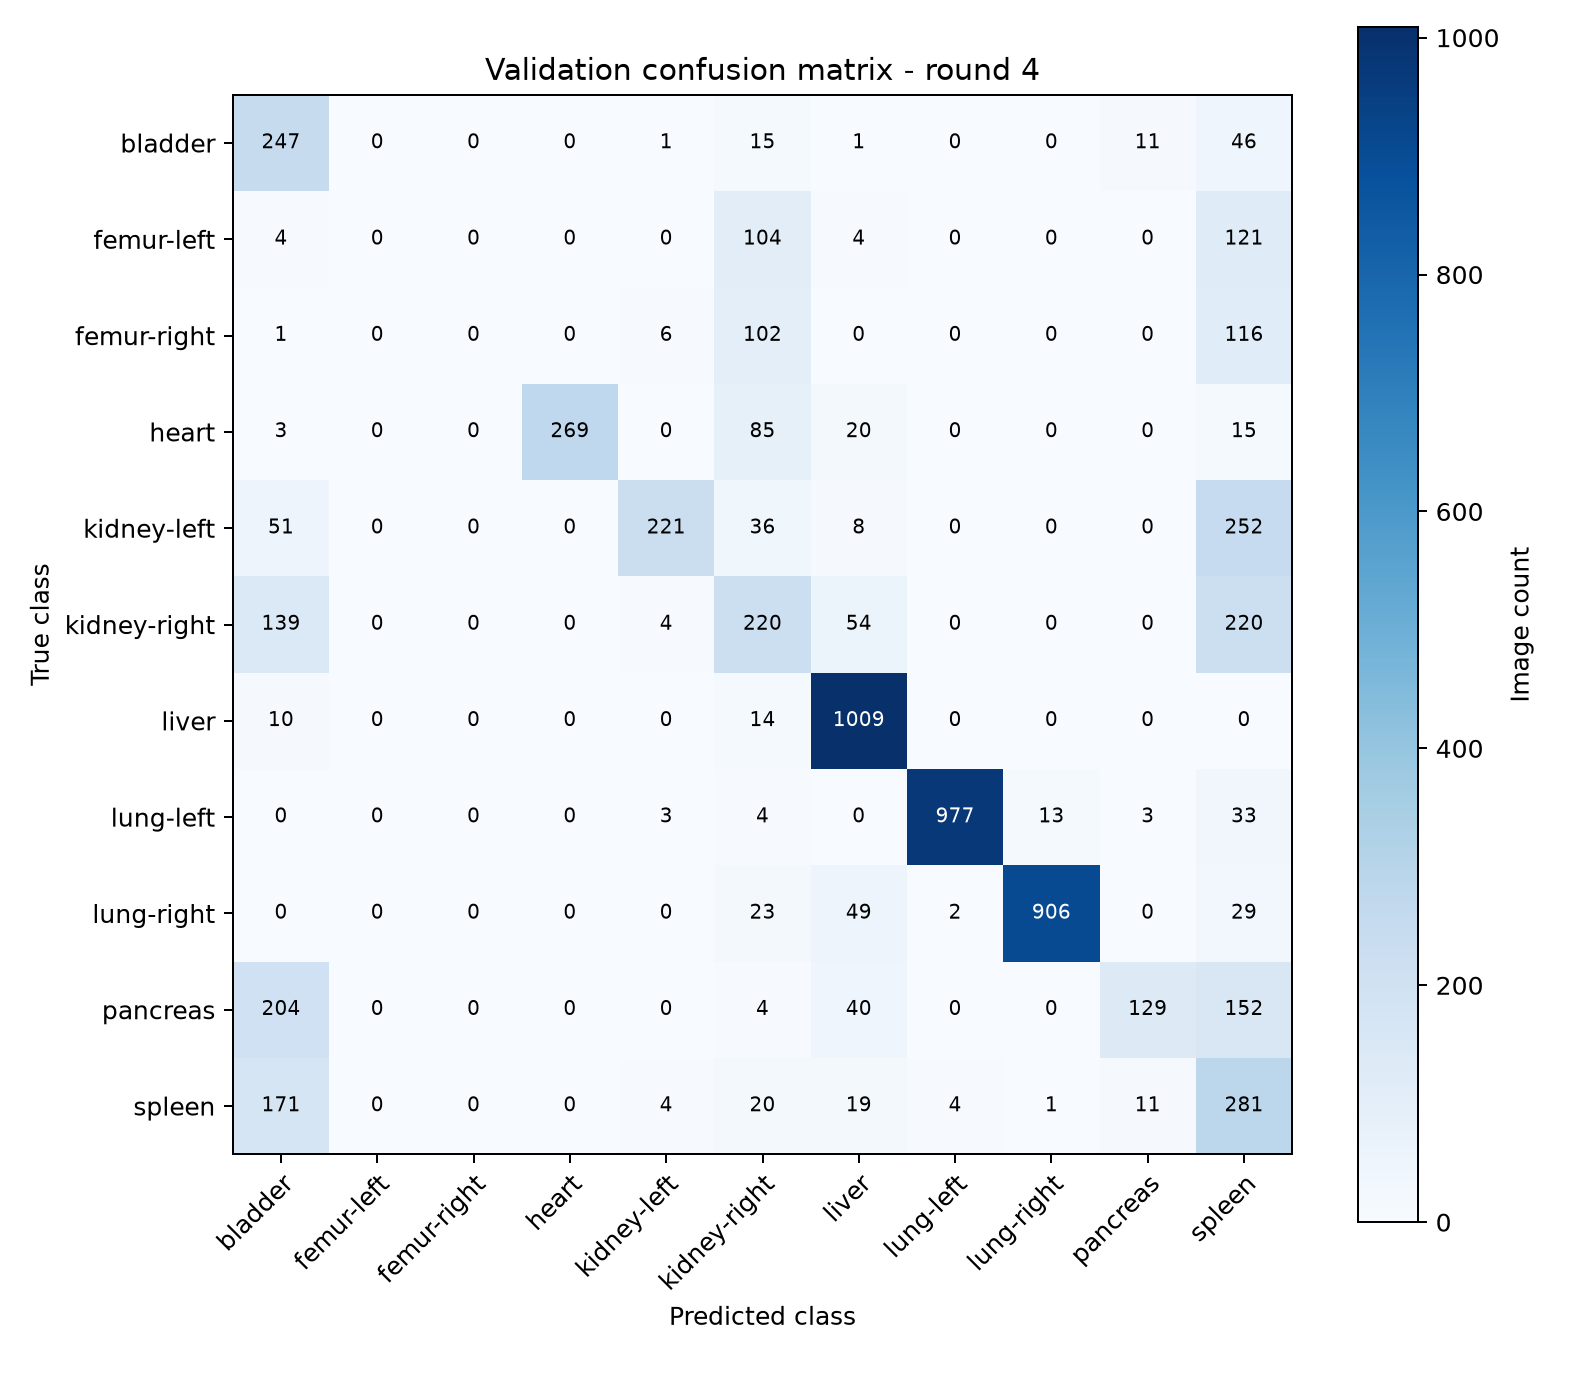 Validation confusion matrix - round 4
bladder 247 0 0 0 1 15 1 0 0 11 46
femur-left 4 0 0 0 0 104 4 0 0 0 121
femur-right 1 0 0 0 6 102 0 0 0 0 116
heart 3 0 0 269 0 85 20 0 0 0 15
kidney-left 51 0 0 0 221 36 8 0 0 0 252
kidney-right 139 0 0 0 4 220 54 0 0 0 220
liver 10 0 0 0 0 14 1009 0 0 0 0
lung-left 0 0 0 0 3 4 0 977 13 3 33
lung-right 0 0 0 0 0 23 49 2 906 0 29
pancreas 204 0 0 0 0 4 40 0 0 129 152
spleen 171 0 0 0 4 20 19 4 1 11 281
bladder femur-left femur-right heart kidney-left kidney-right liver lung-left lung-right pancreas spleen
Predicted class
True class
1000
800
600
400
200
0
Image count